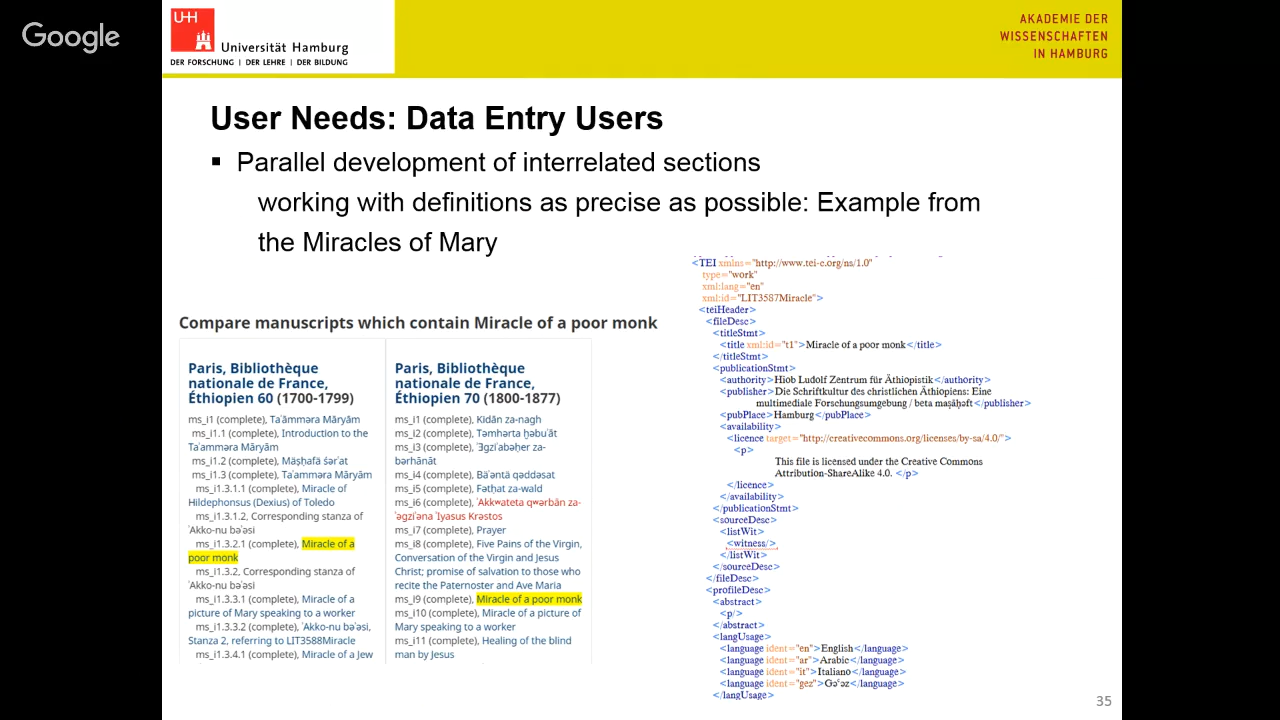 Google
UHH
Universität Hamburg
DER FORSCHUNG | DER LEHRE | DER BILDUNG
AKADEMIE DER
WISSENSCHAFTEN
IN HAMBURG
User Needs: Data Entry Users
▪ Parallel development of interrelated sections
working with definitions as precise as possible: Example from
the Miracles of Mary
Compare manuscripts which contain Miracle of a poor monk
Paris, Bibliothèque
nationale de France,
Éthiopien 60 (1700-1799)
ms_i1 (complete), Taʾāmməra Māryām
ms_i1.1 (complete), Introduction to the
Taʾamməra Māryām
ms_i1.2 (complete), Maṣḥafa śərʿat
ms_i1.3 (complete), Taʾamməra Māryām
ms_i1.3.1.1 (complete), Miracle of
Hildephonsus (Dexius) of Toledo
ms_i1.3.1.2, Corresponding stanza of
ʾAkko-nu bəʾəsi
ms_i1.3.2.1 (complete), Miracle of a
poor monk
ms_i1.3.2, Corresponding stanza of
ʾAkko-nu bəʾəsi
ms_i1.3.3.1 (complete), Miracle of a
picture of Mary speaking to a worker
ms_i1.3.3.2 (complete), ʾAkko-nu bəʾəsi,
Stanza 2, referring to LIT3588Miracle
ms_i1.3.4.1 (complete), Miracle of a Jew
Paris, Bibliothèque
nationale de France,
Éthiopien 70 (1800-1877)
ms_i1 (complete), Kidān za-nagh
ms_i2 (complete), Təmhərta ḫəbuʾāt
ms_i3 (complete), ʾƎgziʾabəḥer za-
bərhānāt
ms_i4 (complete), Bāʾəntä qəddəsat
ms_i5 (complete), Fətḥat za-wald
ms_i6 (complete), ʾAkkʷateta qʷərbān za-
ʾəgziʾəna ʾIyasus Krəstos
ms_i7 (complete), Prayer
ms_i8 (complete), Five Pains of the Virgin,
Conversation of the Virgin and Jesus
Christ; promise of salvation to those who
recite the Paternoster and Ave Maria
ms_i9 (complete), Miracle of a poor monk
ms_i10 (complete), Miracle of a picture of
Mary speaking to a worker
ms_i11 (complete), Healing of the blind
man by Jesus
<TEI xmlns="http://www.tei-c.org/ns/1.0"
type="work"
xml:lang="en"
xml:id="LIT3587Miracle">
<teiHeader>
<fileDesc>
<titleStmt>
<title xml:id="t1">Miracle of a poor monk</title>
</titleStmt>
<publicationStmt>
<authority>Hiob Ludolf Zentrum für Äthiopistik</authority>
<publisher>Die Schriftkultur des christlichen Äthiopiens: Eine
multimediale Forschungsumgebung / beta maṣāḥəft</publisher>
<pubPlace>Hamburg</pubPlace>
<availability>
<licence target="http://creativecommons.org/licenses/by-sa/4.0/">
<p>
This file is licensed under the Creative Commons
Attribution-ShareAlike 4.0. </p>
</licence>
</availability>
</publicationStmt>
<sourceDesc>
<listWit>
<witness/>
</listWit>
</sourceDesc>
</fileDesc>
<profileDesc>
<abstract>
<p/>
</abstract>
<langUsage>
<language ident="en">English</language>
<language ident="ar">Arabic</language>
<language ident="it">Italiano</language>
<language ident="gez">Gəʿəz</language>
</langUsage>
35